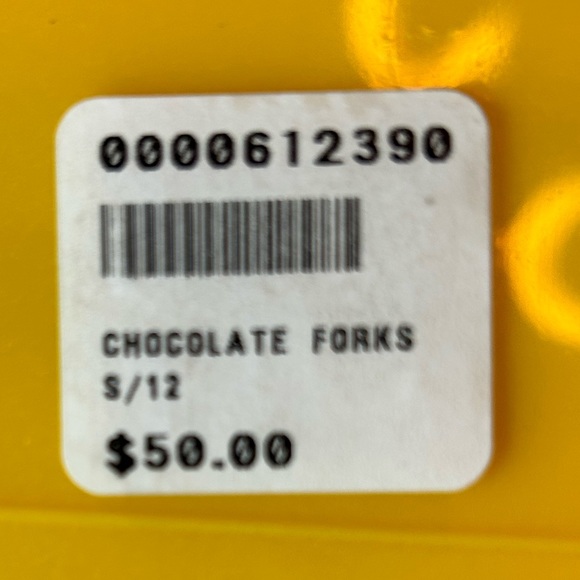 0000612390
CHOCOLATE FORKS
S/12
$50.00